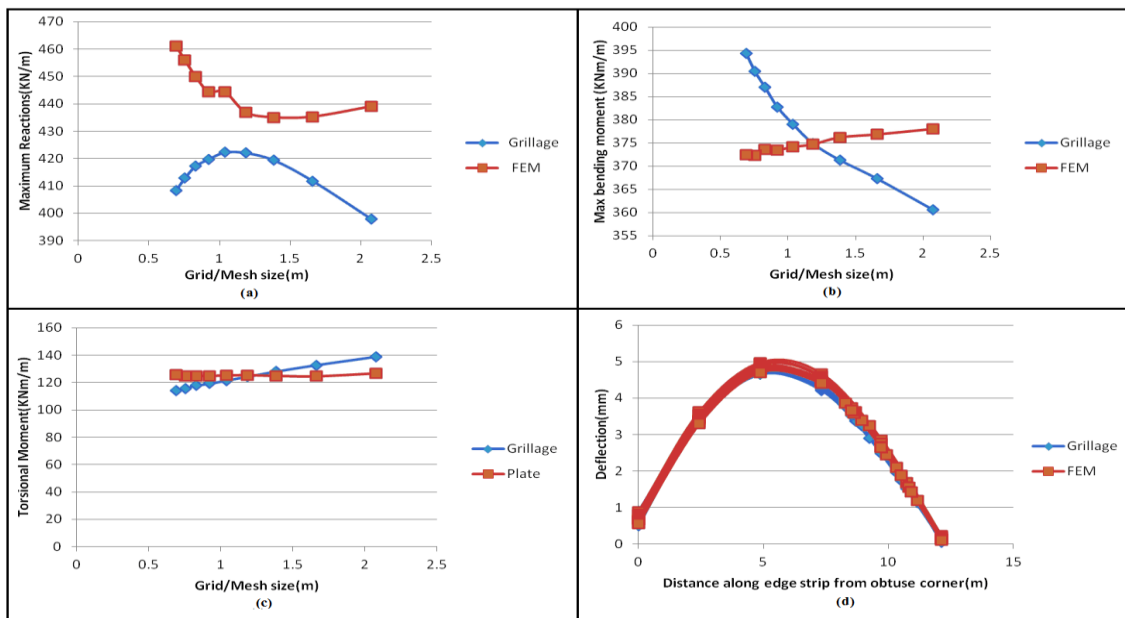 Maximum Reactions(KN/m)
470
460
450
440
430
420
410
400
390
0
0.5
1
1.5
2
2.5
Grid/Mesh size(m)
(a)
Grillage
FEM
Max bending moment (KNm/m)
400
395
390
385
380
375
370
365
360
355
0
0.5
1
1.5
2
2.5
Grid/Mesh size(m)
(b)
Grillage
FEM
Torsional Moment(KNm/m)
160
140
120
100
80
60
40
20
0
0
0.5
1
1.5
2
2.5
Grid/Mesh size(m)
(c)
Grillage
Plate
Deflection(mm)
6
5
4
3
2
1
0
0
5
10
15
Distance along edge strip from obtuse corner(m)
(d)
Grillage
FEM